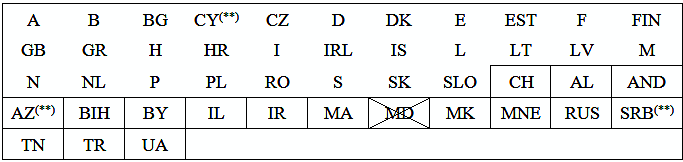 A B BG CY(**) CZ D DK E EST F FIN
GB GR H HR I IRL IS L LT LV M
N NL P PL RO S SK SLO CH AL AND
AZ(**) BIH BY IL IR MA MD MK MNE RUS SRB(**)
TN TR UA